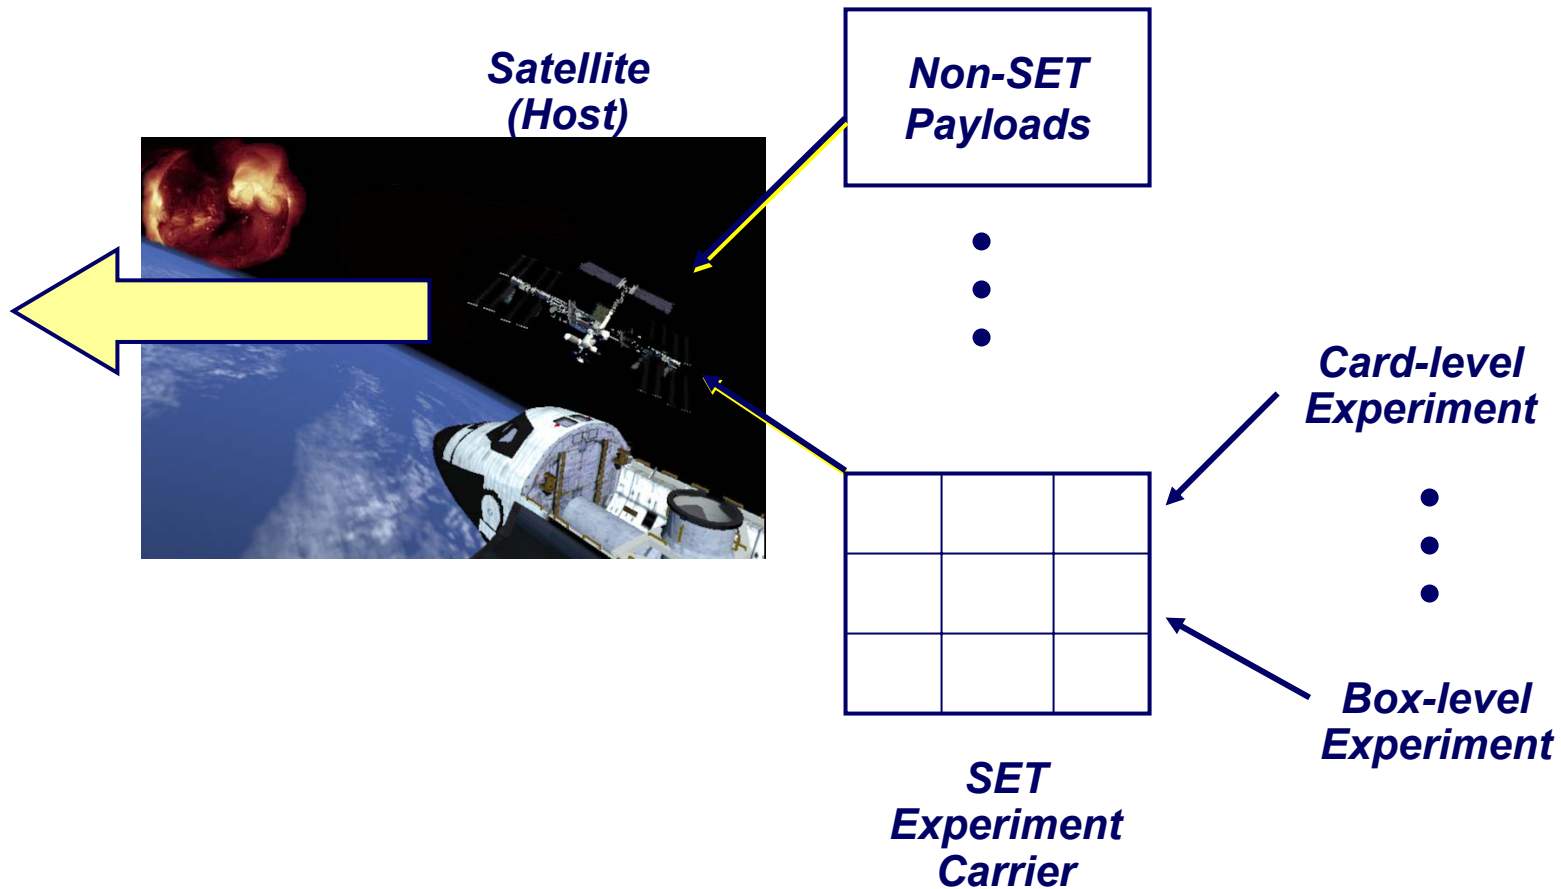 Satellite
(Host)
Non-SET
Payloads
Card-level
Experiment
Box-level
Experiment
SET
Experiment
Carrier